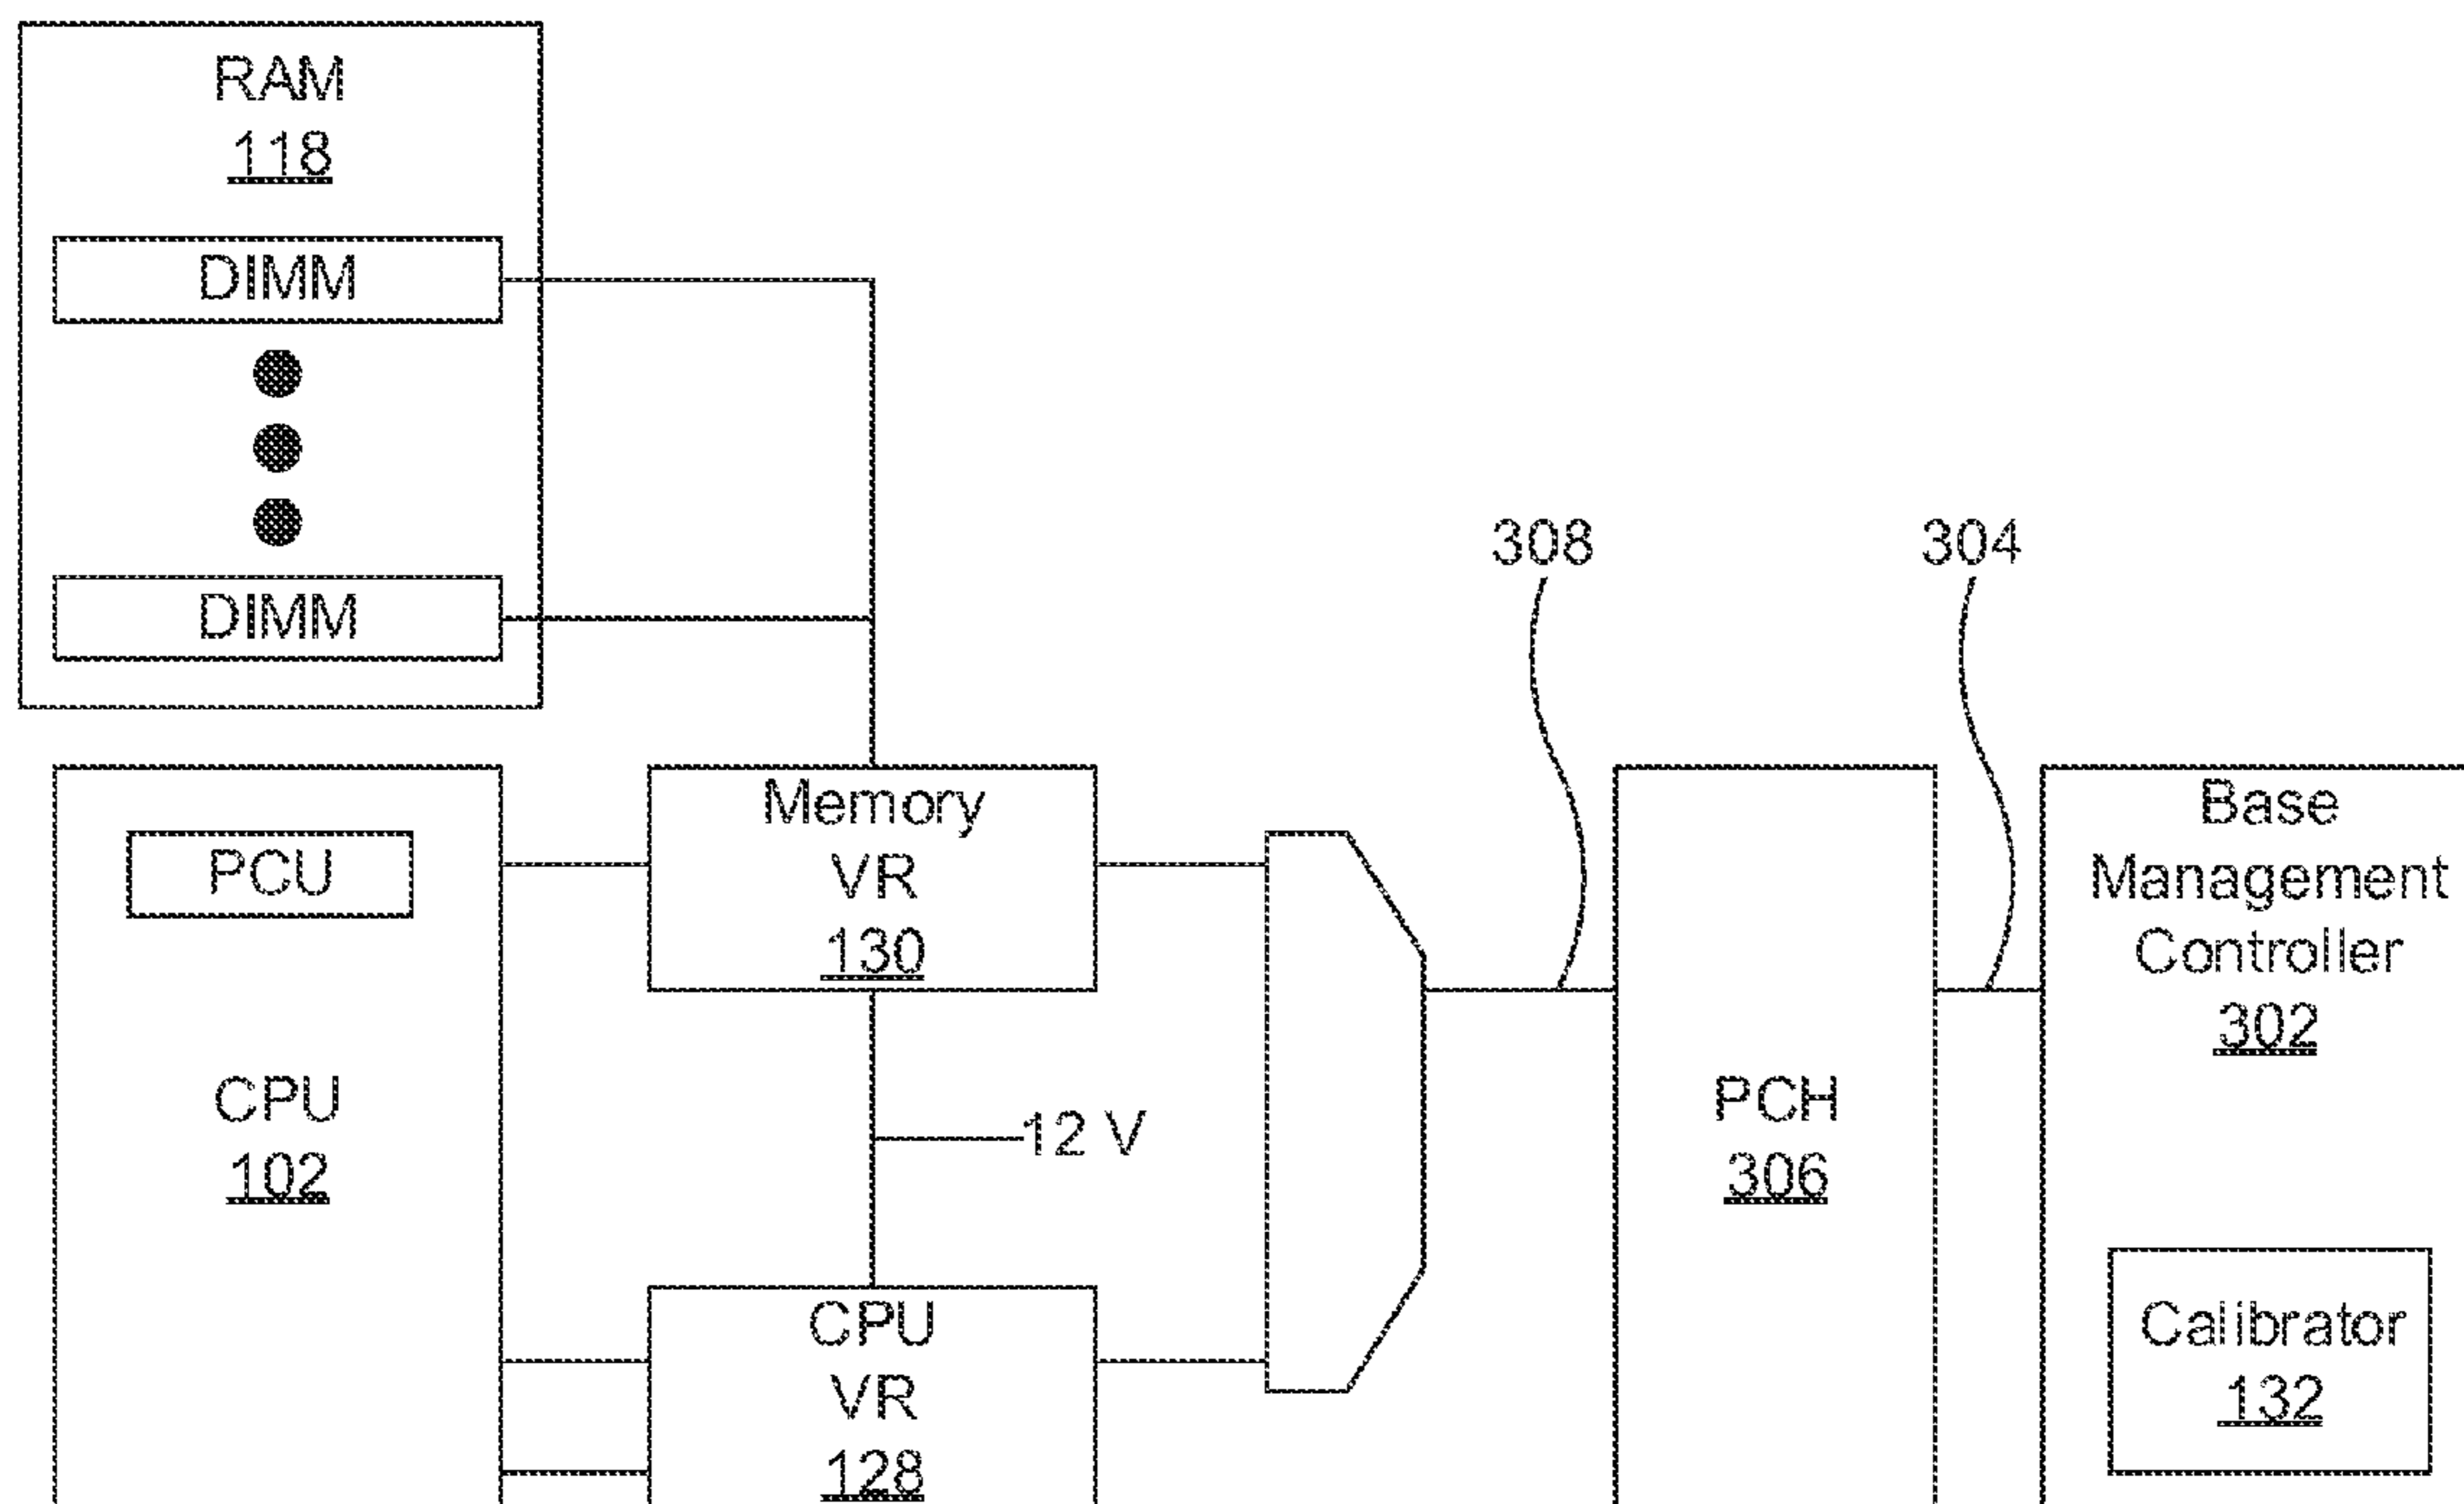 RAM
118
DIMM
DIMM
308
304
PCU
CPU
102
Memory
VR
130
12 V
CPU
VR
128
PCH
306
Base
Management
Controller
302
Calibrator
132